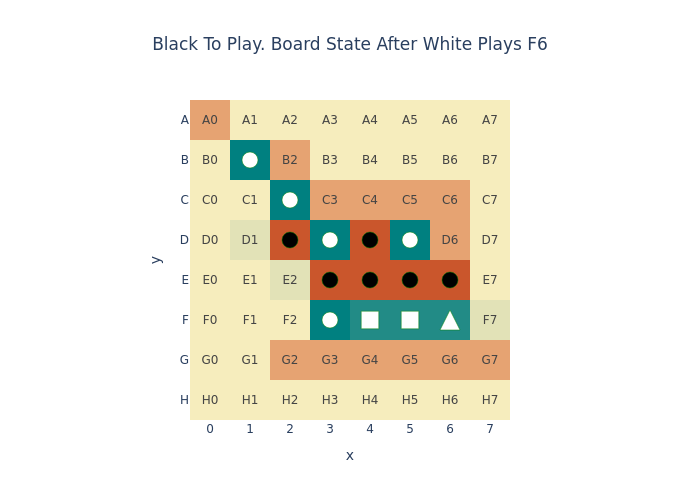 Black To Play. Board State After White Plays F6
A A0 A1 A2 A3 A4 A5 A6 A7
B B0 B2 B3 B4 B5 B6 B7
C C0 C1 C3 C4 C5 C6 C7
D D0 D1 D6 D7
E E0 E1 E2 E7
F F0 F1 F2 F7
G G0 G1 G2 G3 G4 G5 G6 G7
H H0 H1 H2 H3 H4 H5 H6 H7
0 1 2 3 4 5 6 7
x
y